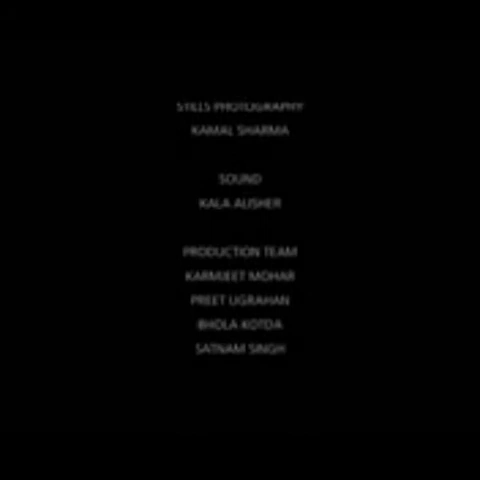 STILLS PHOTOGRAPHY
KAMAL SHARMA
SOUND
KALA ALISHER
PRODUCTION TEAM
KARMJEET MOHAR
PREET UGRAHAN
BHOLA KOTDA
SATNAM SINGH